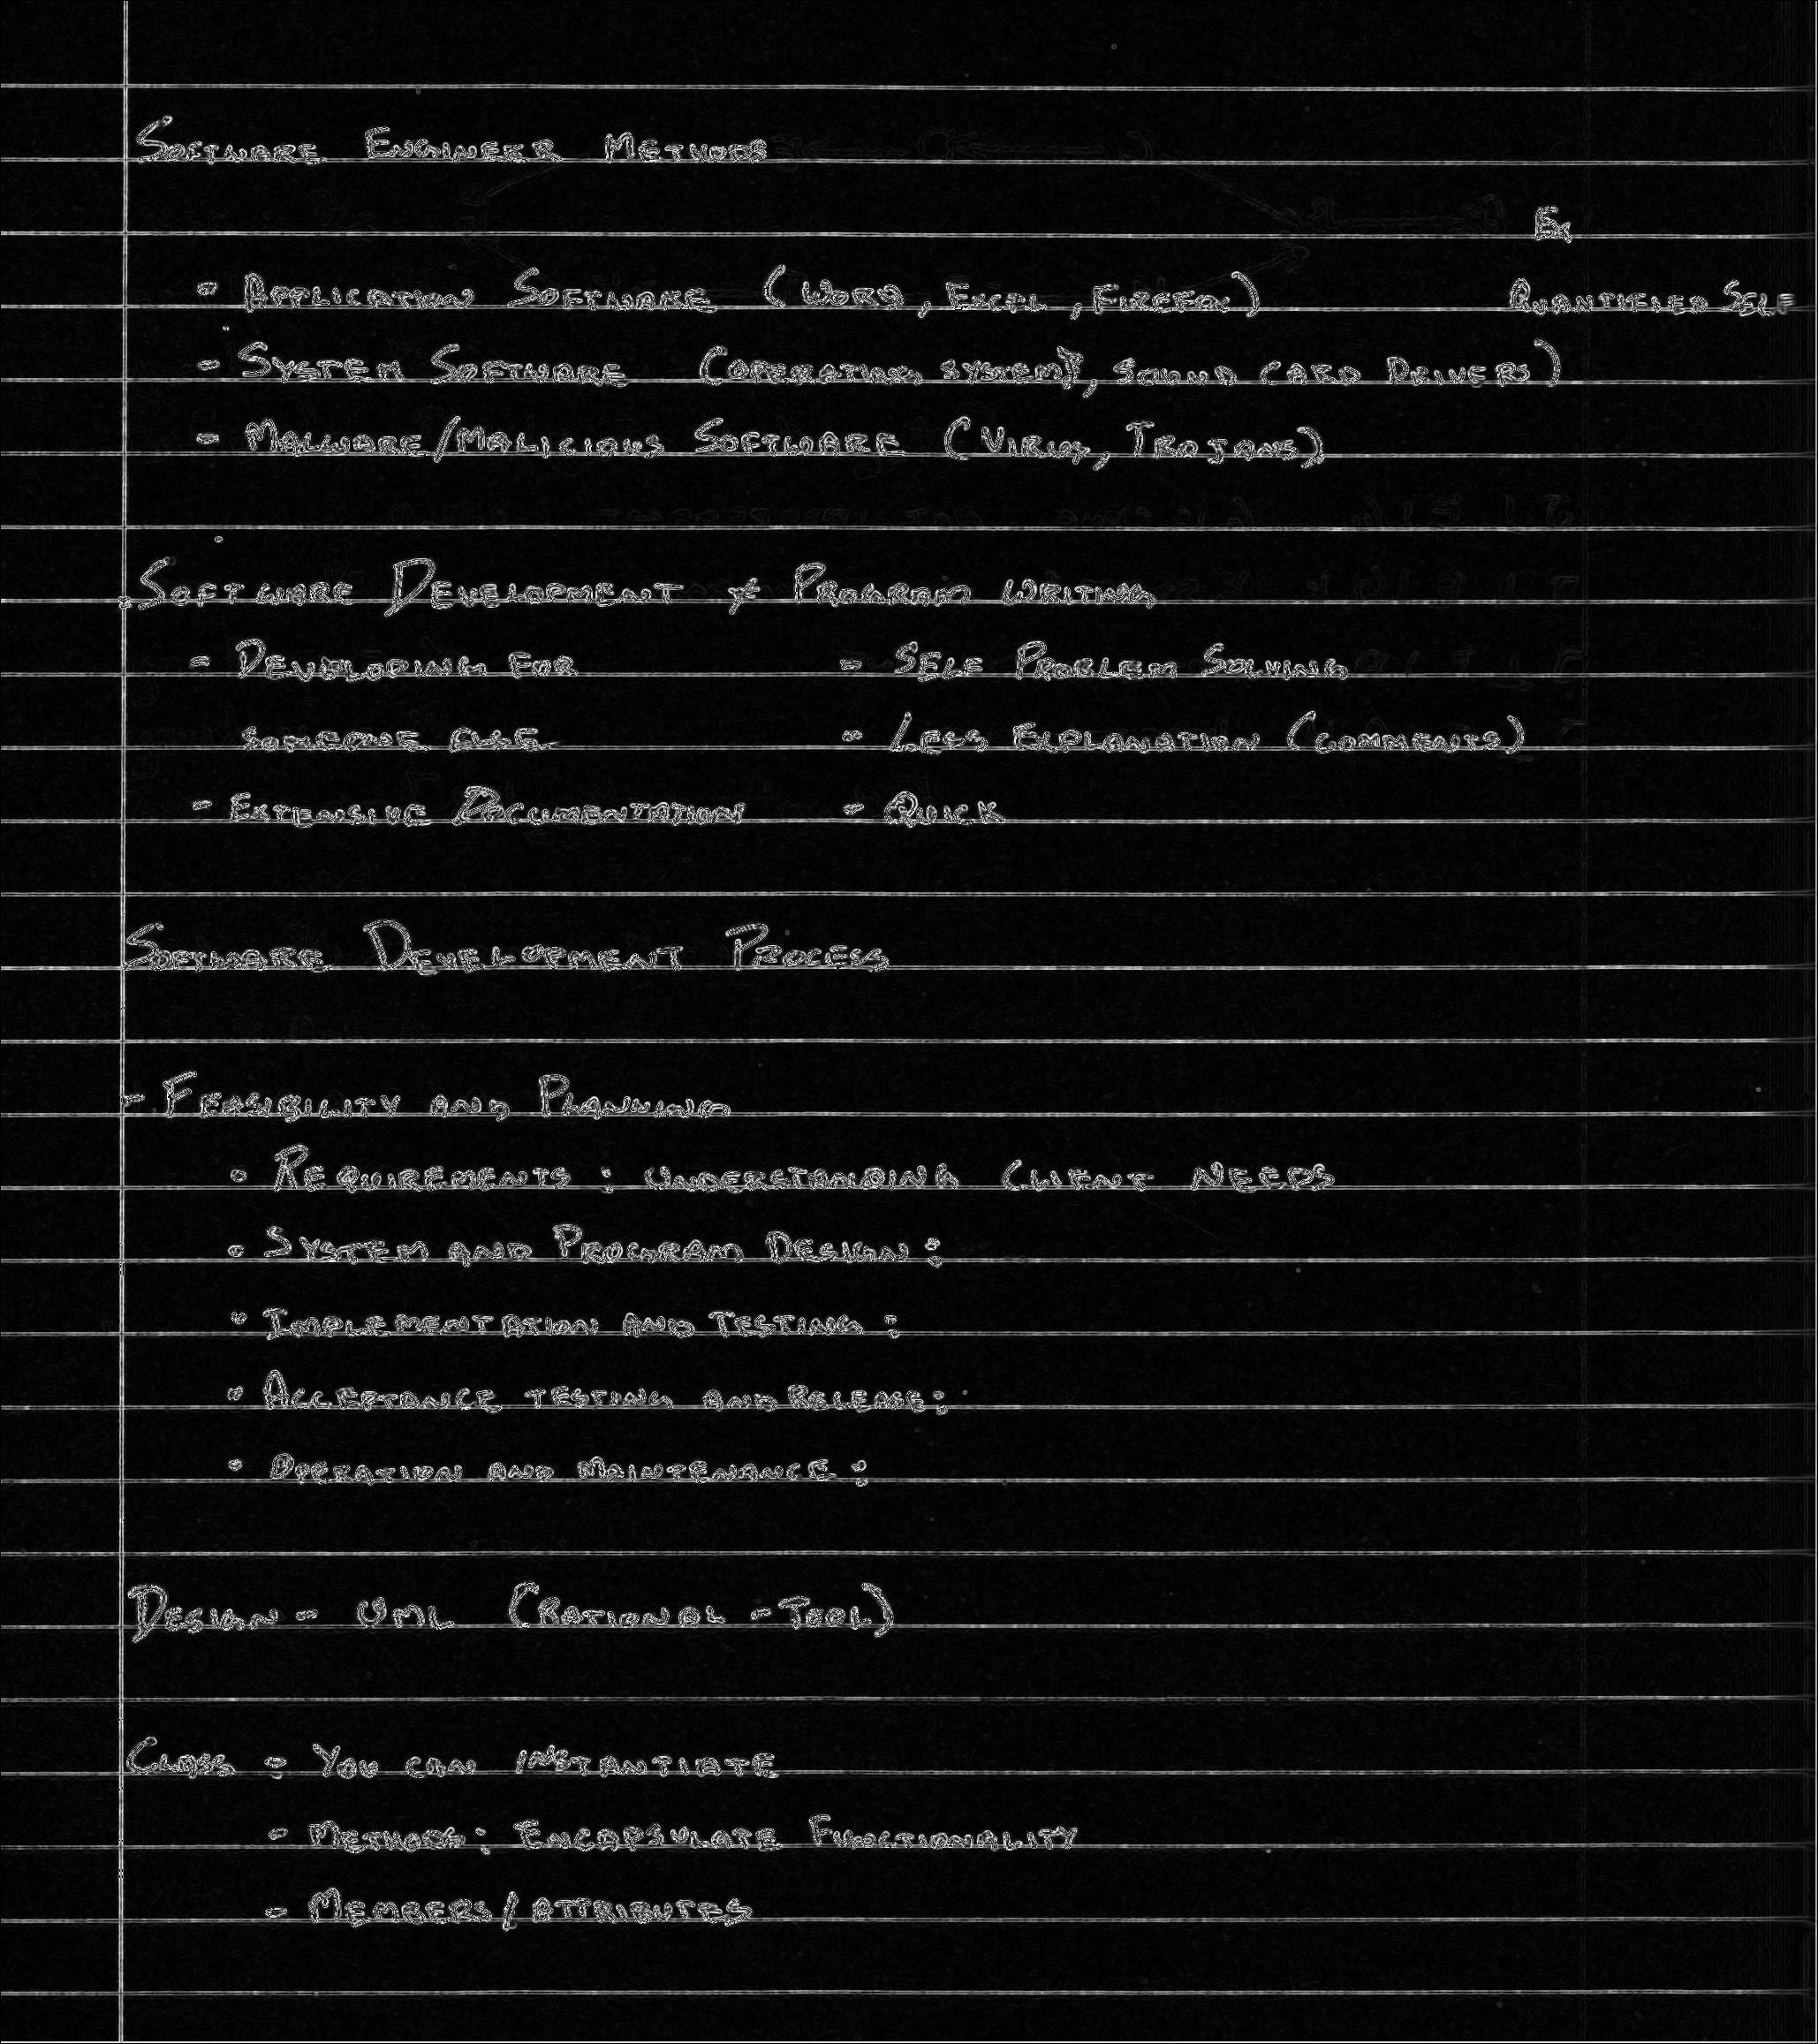 Software Engineer Methods
Ex
- Application Software (Word, Excel, Firefox)
Quantified Self
- System Software (Operating System, Sound Card Drivers)
- Malware/Malicious Software (Virus, Trojans)
Software Development ≠ Program Writing
- Developing for
- Self Problem Solving
someone else
- Less Explanation (comments)
- Extensive Documentation
- Quick
Software Development Process
- Feasibility and Planning
• Requirements: Understanding Client Needs
• System and Program Design:
• Implementation and Testing:
• Acceptance testing and Release:
• Operation and Maintenance:
Design - UML (Rational - Tool)
Class : You can instantiate
- Methods: Encapsulate Functionality
- Members/Attributes